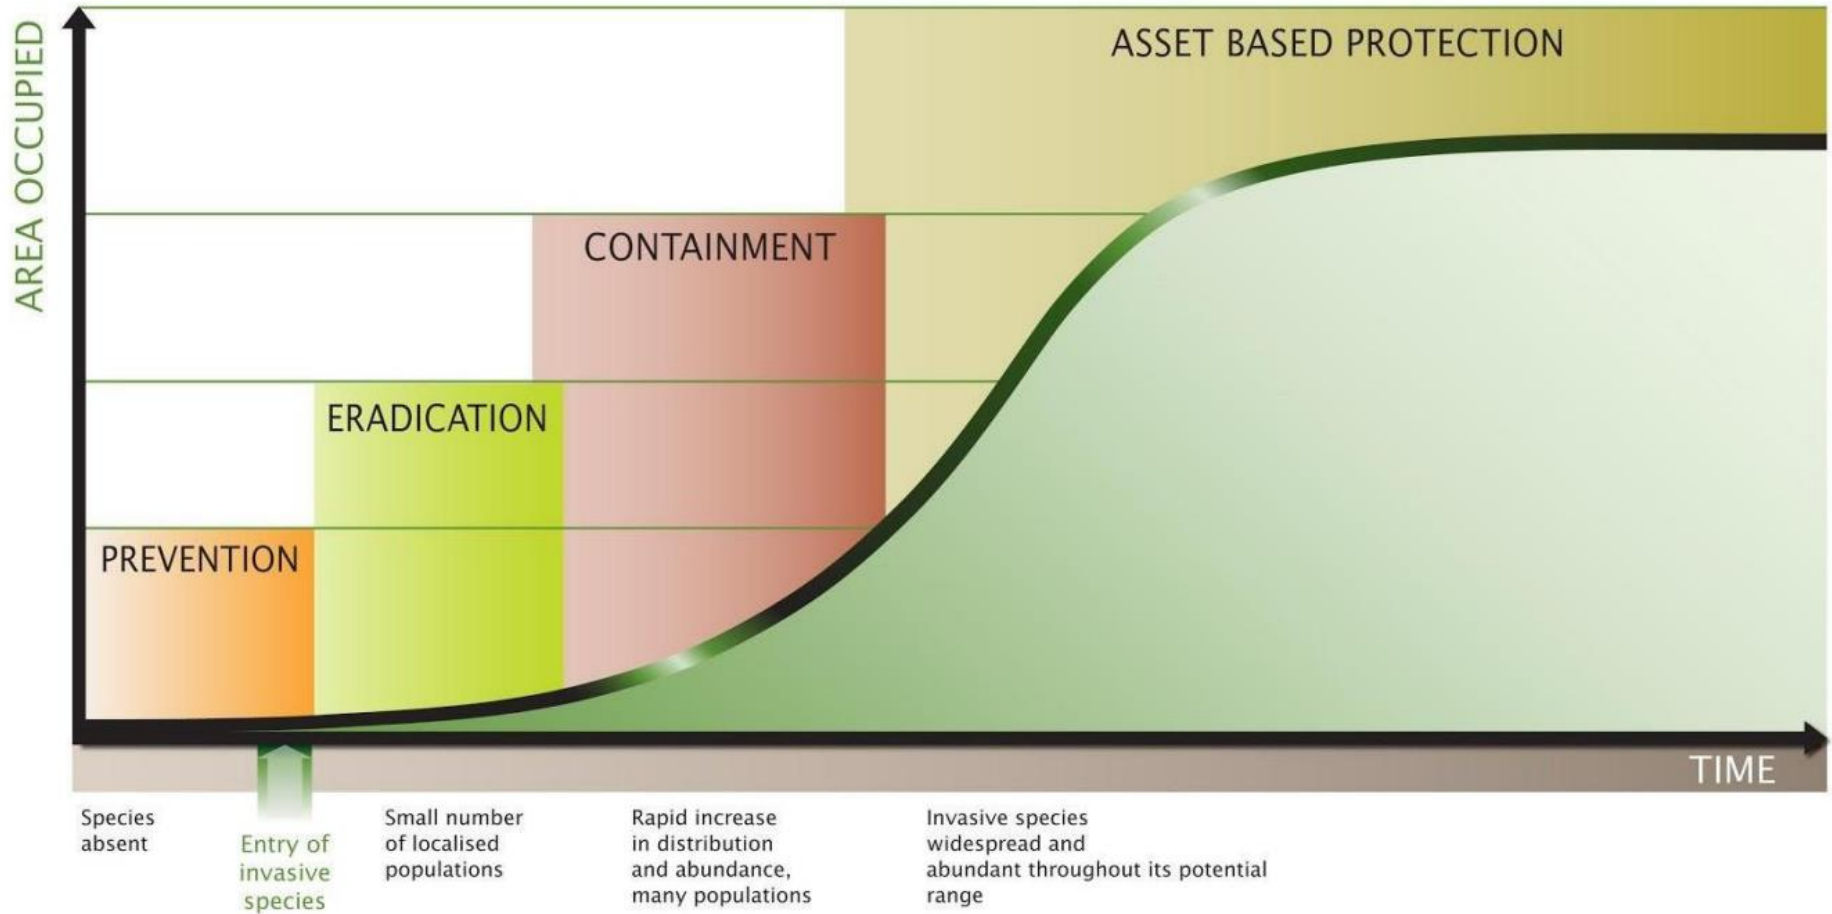 AREA OCCUPIED
ASSET BASED PROTECTION
CONTAINMENT
ERADICATION
PREVENTION
TIME
Species
absent
Entry of
invasive
species
Small number
of localised
populations
Rapid increase
in distribution
and abundance,
many populations
Invasive species
widespread and
abundant throughout its potential
range